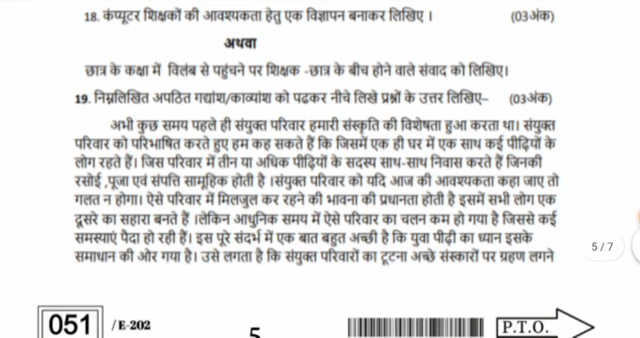 18. कंप्यूटर शिक्षकों की आवश्यकता हेतु एक विज्ञापन बनाकर लिखिए । (03अंक)
अथवा
छात्र के कक्षा में विलंब से पहुंचने पर शिक्षक -छात्र के बीच होने वाले संवाद को लिखिए।
19. निम्नलिखित अपठित गद्यांश/काव्यांश को पढकर नीचे लिखे प्रश्नों के उत्तर लिखिए– (03अंक)
अभी कुछ समय पहले ही संयुक्त परिवार हमारी संस्कृति की विशेषता हुआ करता था। संयुक्त
परिवार को परिभाषित करते हुए हम कह सकते हैं कि जिसमें एक ही घर में एक साथ कई पीढ़ियों के
लोग रहते हैं। जिस परिवार में तीन या अधिक पीढ़ियों के सदस्य साथ-साथ निवास करते हैं जिनकी
रसोई ,पूजा एवं संपत्ति सामूहिक होती है ।संयुक्त परिवार को यदि आज की आवश्यकता कहा जाए तो
गलत न होगा। ऐसे परिवार में मिलजुल कर रहने की भावना की प्रधानता होती है इसमें सभी लोग एक
दूसरे का सहारा बनते हैं ।लेकिन आधुनिक समय में ऐसे परिवार का चलन कम हो गया है जिससे कई
समस्याएं पैदा हो रही हैं। इस पूरे संदर्भ में एक बात बहुत अच्छी है कि युवा पीढ़ी का ध्यान इसके
समाधान की ओर गया है। उसे लगता है कि संयुक्त परिवारों का टूटना अच्छे संस्कारों पर ग्रहण लगने
5 / 7
051 / E-202 5 P.T.O.